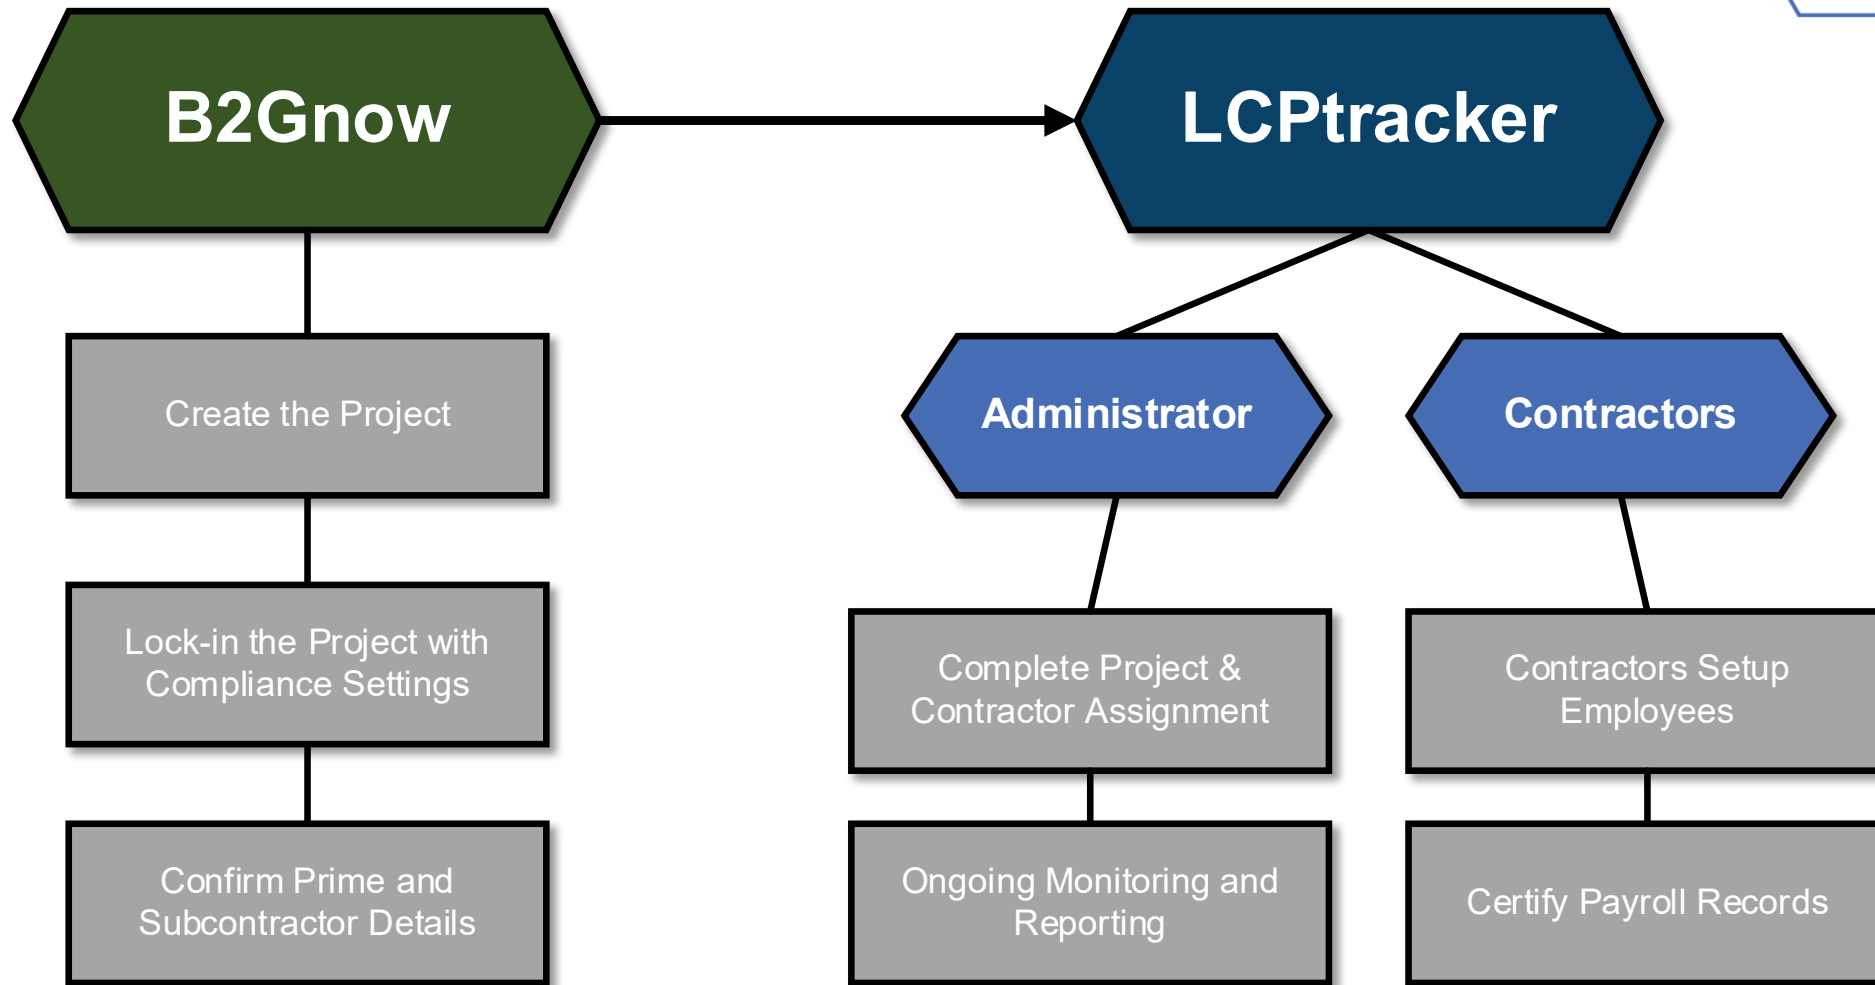 B2Gnow
LCPtracker
Create the Project
Administrator
Contractors
Lock-in the Project with
Compliance Settings
Complete Project &
Contractor Assignment
Contractors Setup
Employees
Confirm Prime and
Subcontractor Details
Ongoing Monitoring and
Reporting
Certify Payroll Records